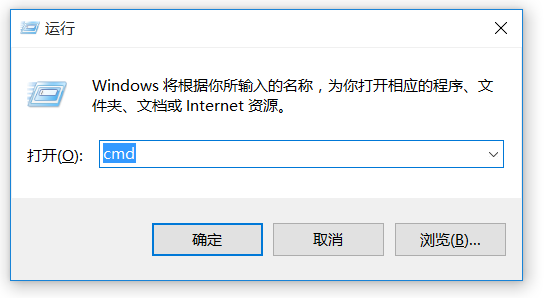 运行
Windows 将根据你所输入的名称，为你打开相应的程序、文
件夹、文档或 Internet 资源。
打开(O): cmd
确定 取消 浏览(B)...